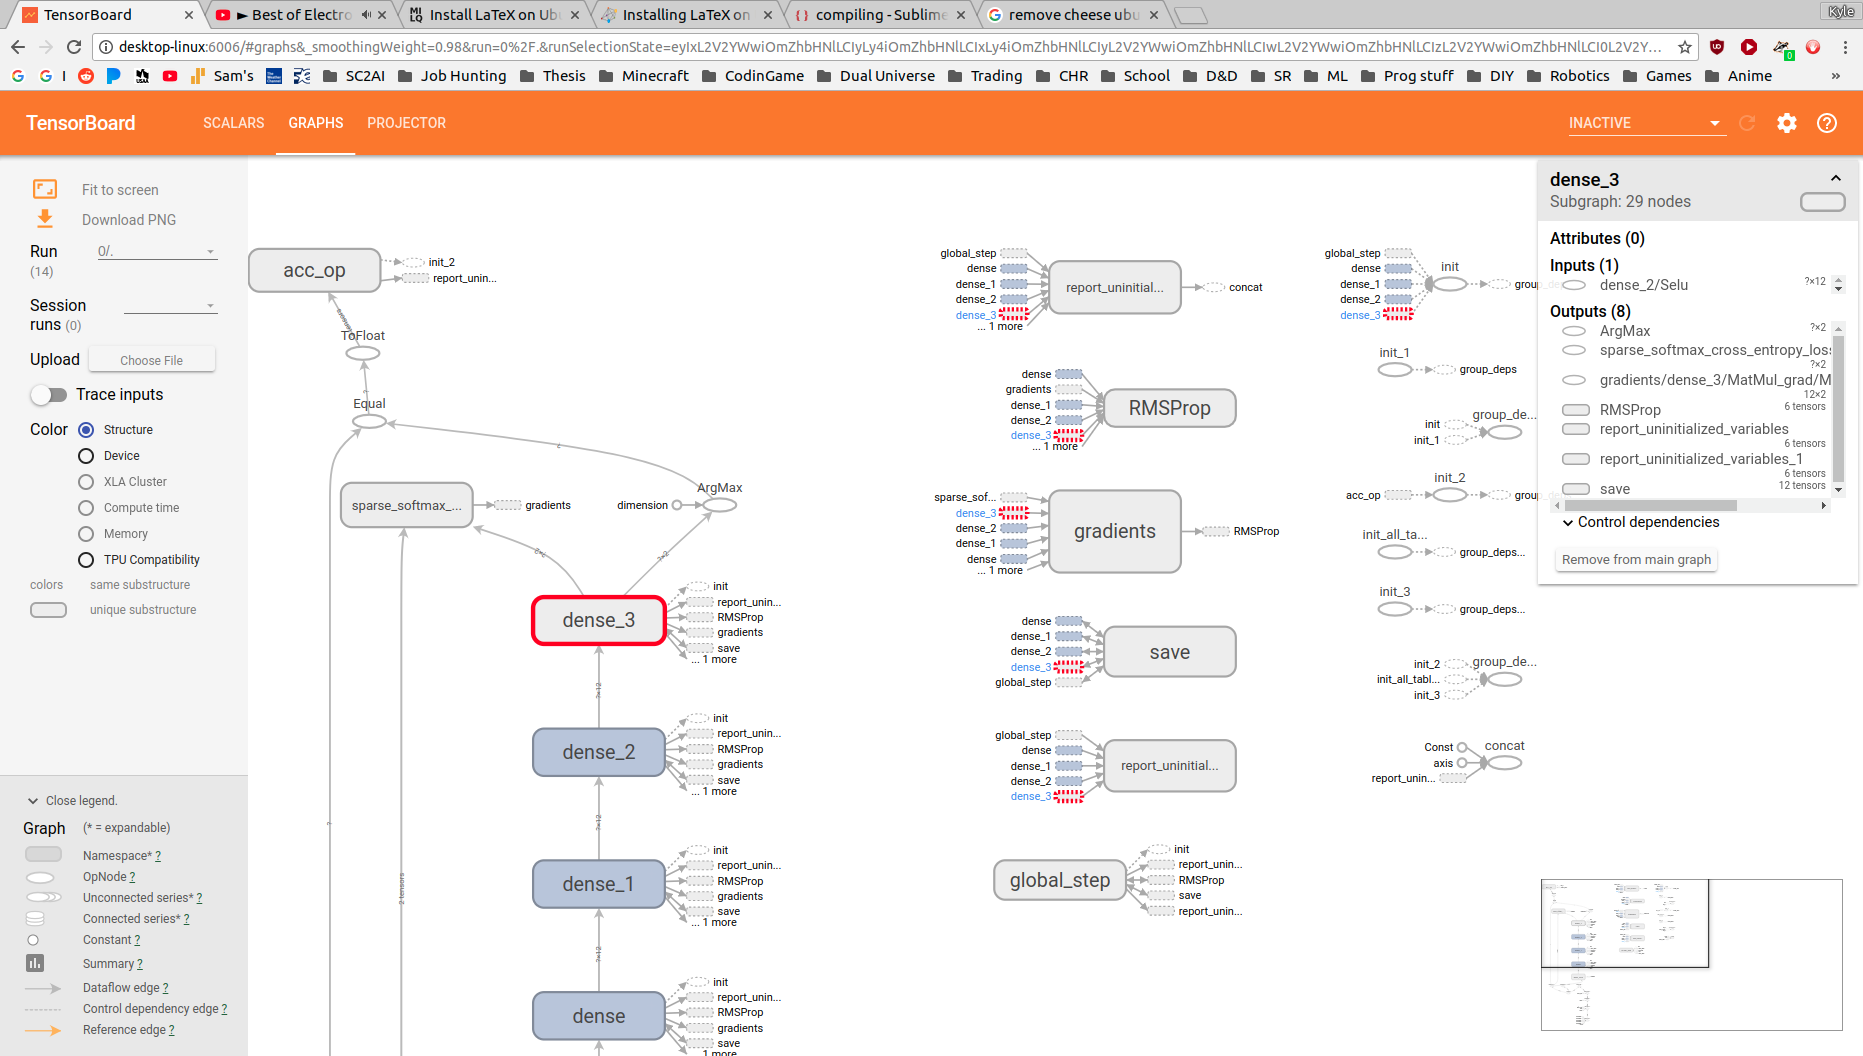 TensorBoard
► Best of Electro
Install LaTeX on Ub
Installing LaTeX on
compiling - Sublime
remove cheese ubu
Kyle
desktop-linux:6006/#graphs&_smoothingWeight=0.98&run=0%2F.&runSelectionState=
I
Sam's
SC2AI
Job Hunting
Thesis
Minecraft
CodinGame
Dual Universe
Trading
CHR
School
D&D
SR
ML
Prog stuff
DIY
Robotics
Games
Anime
»
TensorBoard
SCALARS
GRAPHS
PROJECTOR
INACTIVE
Fit to screen
Download PNG
Run
(14)
0/.
Session
runs (0)
Upload
Choose File
Trace inputs
Color
Structure
Device
XLA Cluster
Compute time
Memory
TPU Compatibility
colors
same substructure
unique substructure
Close legend.
Graph
(* = expandable)
Namespace* ?
OpNode ?
Unconnected series* ?
Connected series* ?
Constant ?
Summary ?
Dataflow edge ?
Control dependency edge ?
Reference edge ?
acc_op
init_2
report_unin...
ToFloat
Equal
?
sparse_softmax_...
gradients
dimension
ArgMax
?×2
?×2
dense_3
init
report_unin...
RMSProp
gradients
save
... 1 more
?×12
dense_2
init
report_unin...
RMSProp
gradients
save
... 1 more
?×12
dense_1
init
report_unin...
RMSProp
gradients
save
... 1 more
?×12
dense
init
report_unin...
RMSProp
gradients
save
... 1 more
?
2 tensors
global_step
dense
dense_1
dense_2
dense_3
... 1 more
report_uninitial...
concat
dense
gradients
dense_1
dense_2
dense_3
... 1 more
RMSProp
sparse_sof...
dense_3
dense_2
dense_1
dense
... 1 more
gradients
RMSProp
dense
dense_1
dense_2
dense_3
global_step
save
global_step
dense
dense_1
dense_2
dense_3
report_uninitial...
global_step
init
report_unin...
RMSProp
save
report_unin...
global_step
dense
dense_1
dense_2
dense_3
init
group_de
init_1
group_deps
init
init_1
group_de...
acc_op
init_2
group_
init_all_ta...
group_deps...
init_3
group_deps...
init_2
init_all_tabl...
init_3
group_de...
Const
axis
report_unin...
concat
dense_3
Subgraph: 29 nodes
Attributes (0)
Inputs (1)
dense_2/Selu
?×12
Outputs (8)
ArgMax
?×2
sparse_softmax_cross_entropy_loss
?×2
gradients/dense_3/MatMul_grad/M
12×2
RMSProp
6 tensors
report_uninitialized_variables
6 tensors
report_uninitialized_variables_1
6 tensors
save
12 tensors
Control dependencies
Remove from main graph